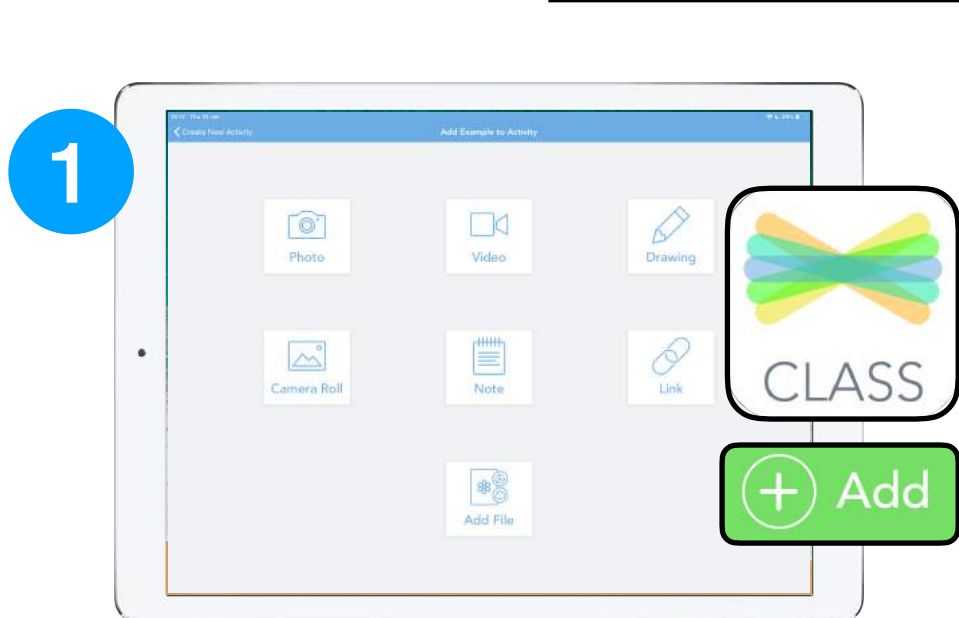 1
Create New Activity
Add Example to Activity
Photo
Video
Drawing
Camera Roll
Note
Link
Add File
CLASS
Add